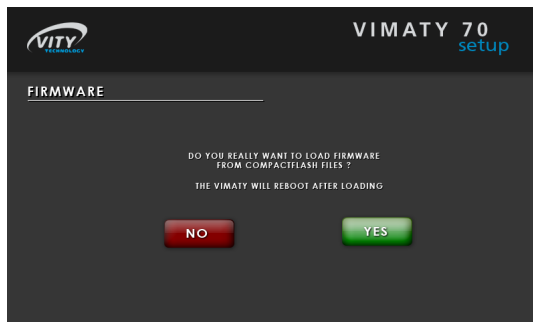 VITY
TECHNOLOGY
VIMATY 70
setup
FIRMWARE
DO YOU REALLY WANT TO LOAD FIRMWARE
FROM COMPACTFLASH FILES ?
THE VIMATY WILL REBOOT AFTER LOADING
NO
YES